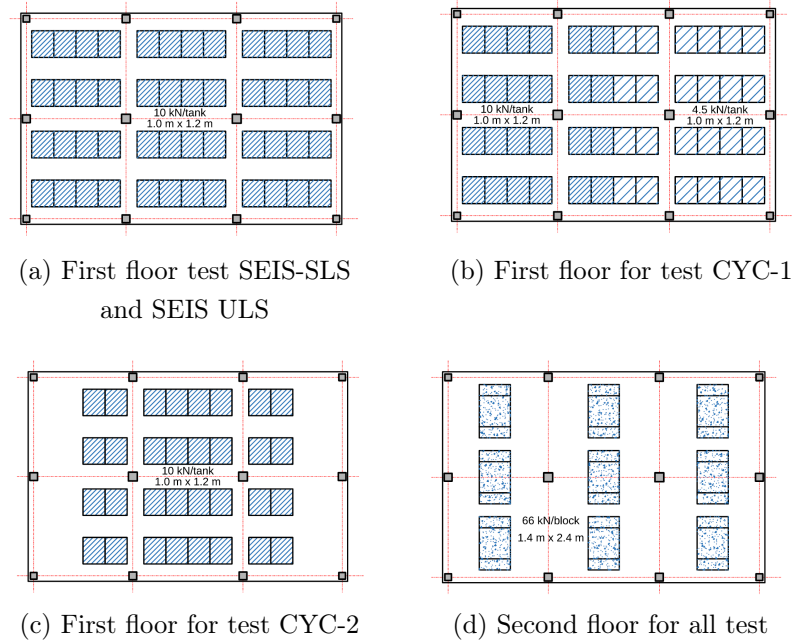 10 kN/tank
1.0 m x 1.2 m
10 kN/tank
1.0 m x 1.2 m
4.5 kN/tank
1.0 m x 1.2 m
(a) First floor test SEIS-SLS
and SEIS ULS
(b) First floor for test CYC-1
10 kN/tank
1.0 m x 1.2 m
66 kN/block
1.4 m x 2.4 m
(c) First floor for test CYC-2
(d) Second floor for all test